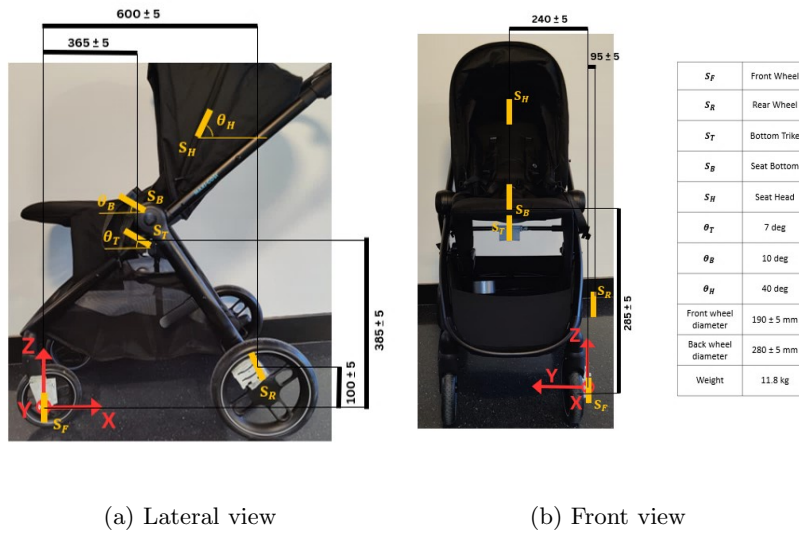 600 ± 5
365 ± 5
θH
SH
θB
SB
θT
ST
Z
Y
X
SF
SR
100 ± 5
385 ± 5
240 ± 5
95 ± 5
SH
SB
ST
SR
Z
Y
X
SF
285 ± 5
SF Front Wheel
SR Rear Wheel
ST Bottom Trike
SB Seat Bottom
SH Seat Head
θT 7 deg
θB 10 deg
θH 40 deg
Front wheel
diameter 190 ± 5 mm
Back wheel
diameter 280 ± 5 mm
Weight 11.8 kg
(a) Lateral view
(b) Front view